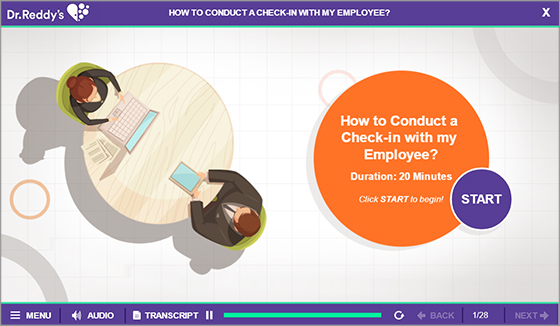 Dr.Reddy's
HOW TO CONDUCT A CHECK-IN WITH MY EMPLOYEE?
X
How to Conduct a
Check-in with my
Employee?
Duration: 20 Minutes
Click START to begin!
START
MENU
AUDIO
TRANSCRIPT
BACK
1/28
NEXT